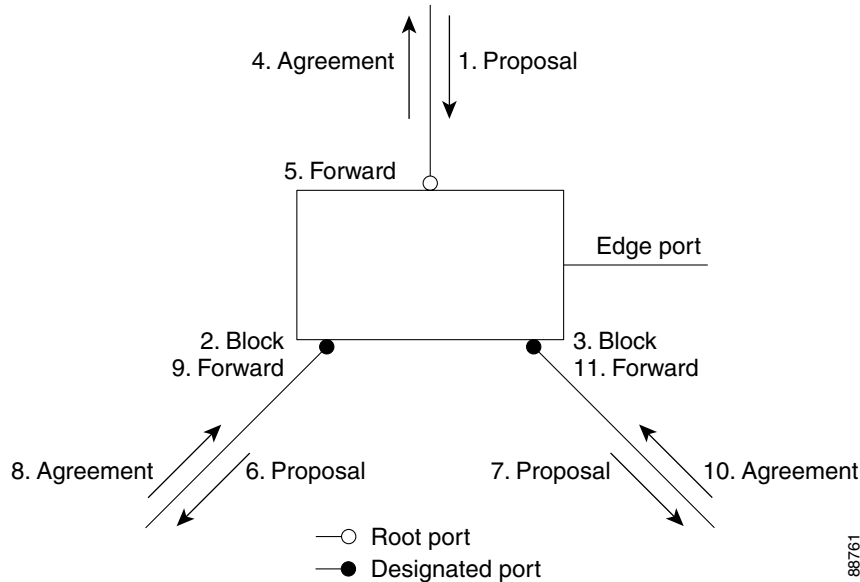 4. Agreement
1. Proposal
5. Forward
Edge port
2. Block
9. Forward
3. Block
11. Forward
8. Agreement
6. Proposal
7. Proposal
10. Agreement
Root port
Designated port
88761